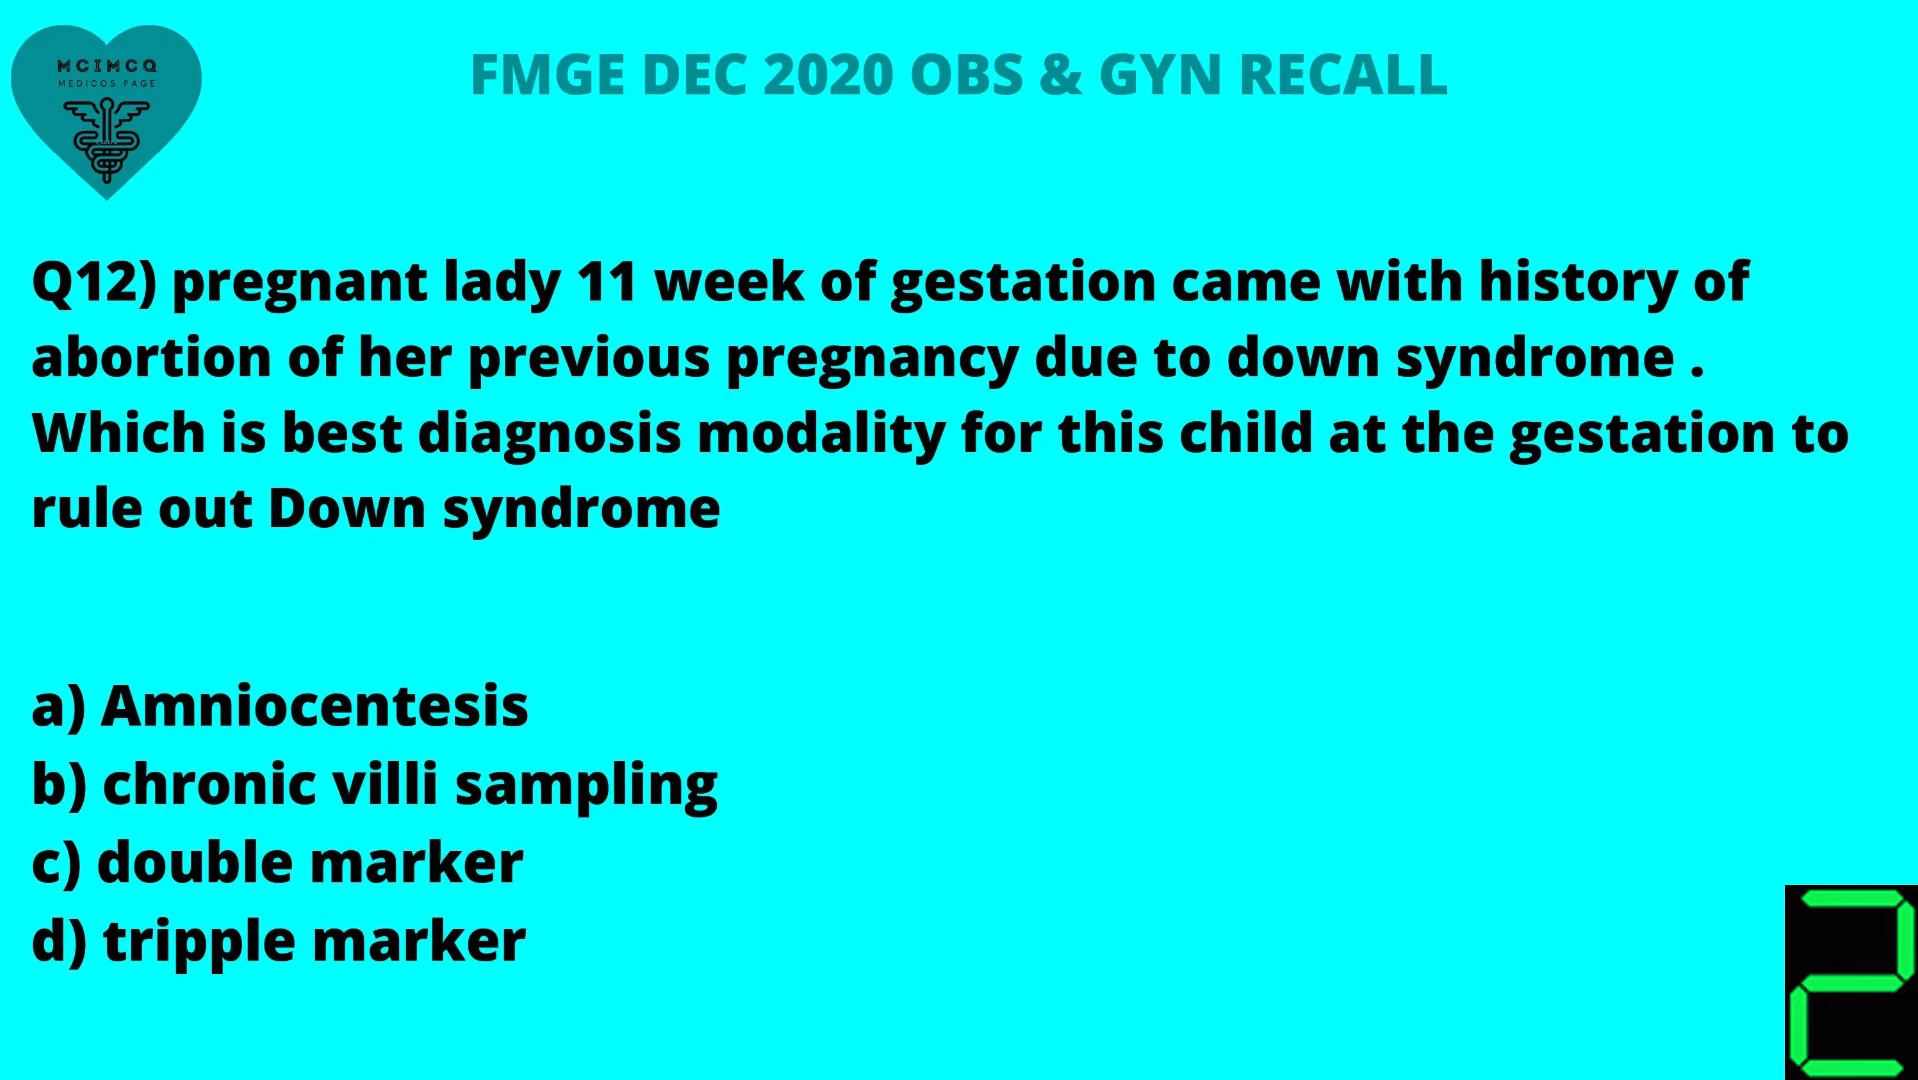 MCIMCQ
MEDICOS PAGE
FMGE DEC 2020 OBS & GYN RECALL
Q12) pregnant lady 11 week of gestation came with history of
abortion of her previous pregnancy due to down syndrome .
Which is best diagnosis modality for this child at the gestation to
rule out Down syndrome
a) Amniocentesis
b) chronic villi sampling
c) double marker
d) tripple marker
2